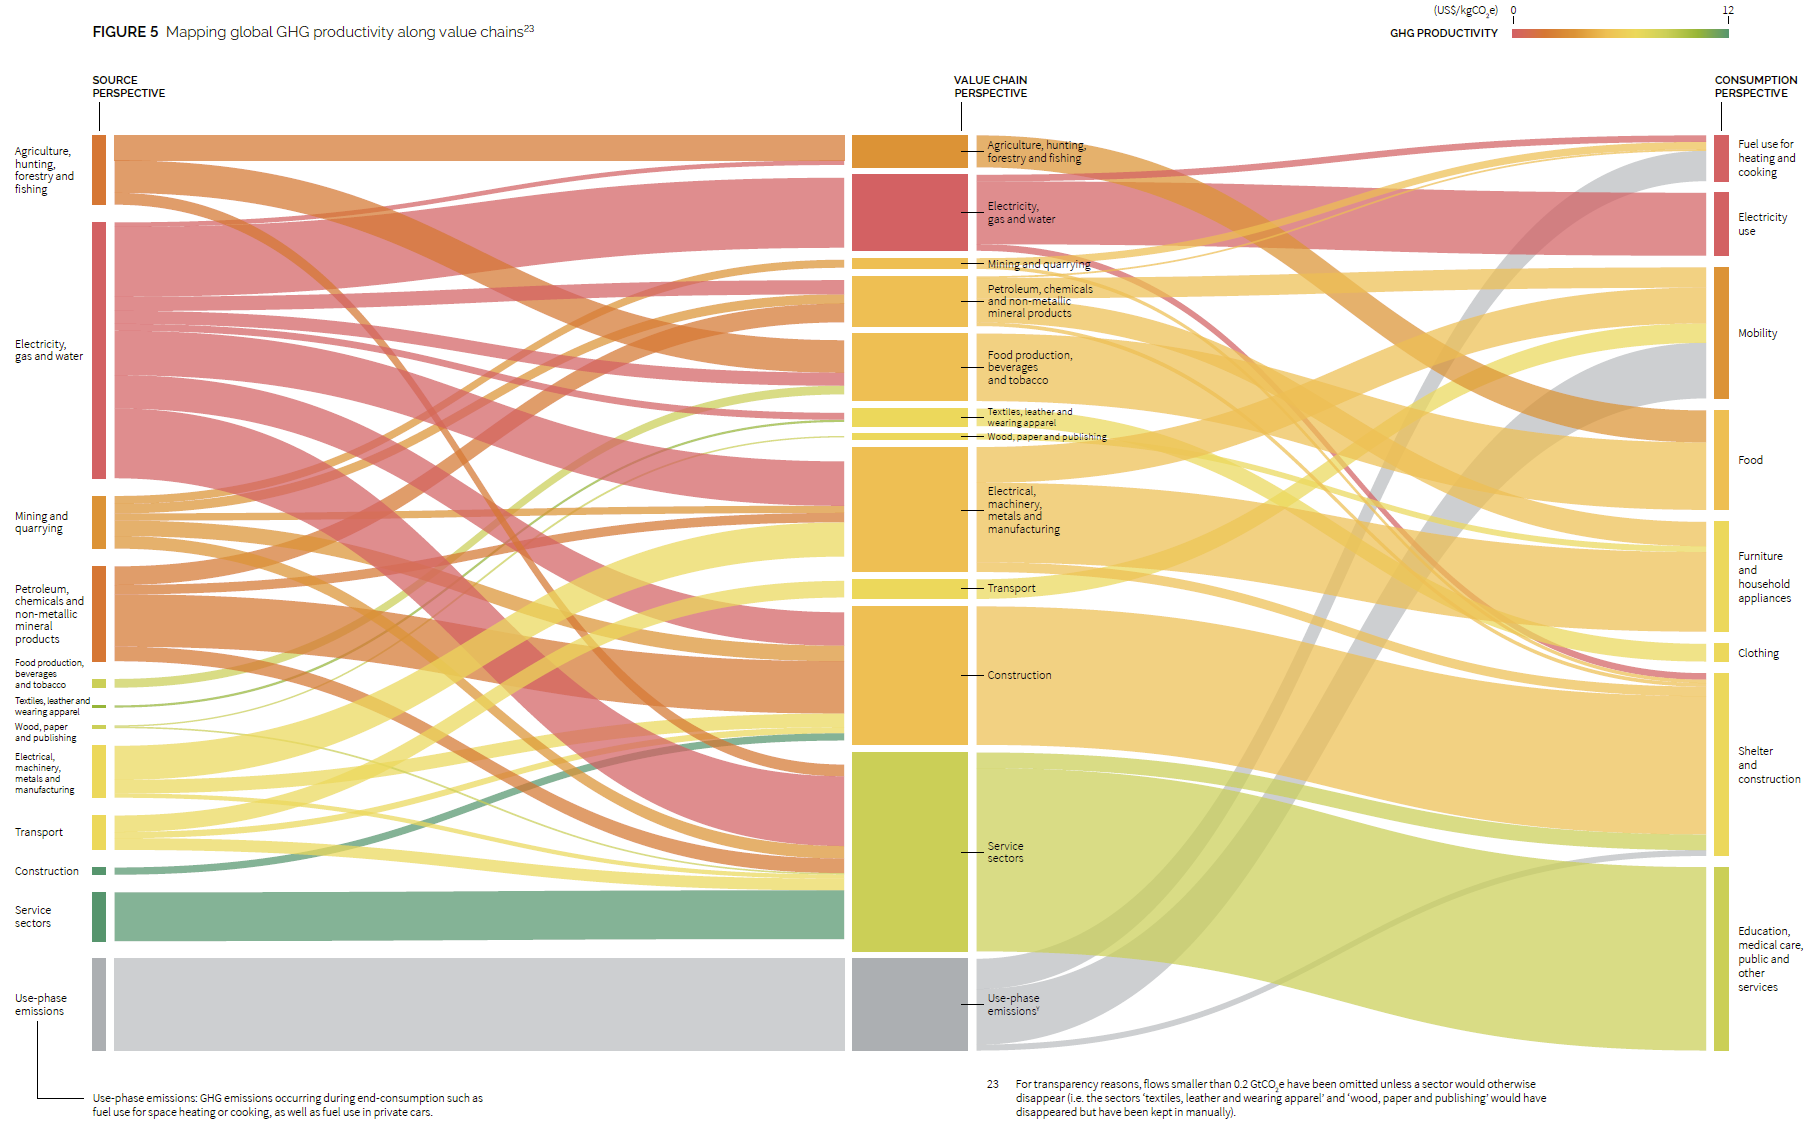 FIGURE 5 Mapping global GHG productivity along value chains23
(US$/kgCO2e) 0 12
GHG PRODUCTIVITY
SOURCE
PERSPECTIVE
VALUE CHAIN
PERSPECTIVE
CONSUMPTION
PERSPECTIVE
Agriculture,
hunting,
forestry and
fishing
Electricity,
gas and water
Mining and
quarrying
Petroleum,
chemicals and
non-metallic
mineral
products
Food production,
beverages
and tobacco
Textiles, leather and
wearing apparel
Wood, paper
and publishing
Electrical,
machinery,
metals and
manufacturing
Transport
Construction
Service
sectors
Use-phase
emissions
Agriculture, hunting,
forestry and fishing
Electricity,
gas and water
Mining and quarrying
Petroleum, chemicals
and non-metallic
mineral products
Food production,
beverages
and tobacco
Textiles, leather and
wearing apparel
Wood, paper and publishing
Electrical,
machinery,
metals and
manufacturing
Transport
Construction
Service
sectors
Use-phase
emissionsY
Fuel use for
heating and
cooking
Electricity
use
Mobility
Food
Furniture
and
household
appliances
Clothing
Shelter
and
construction
Education,
medical care,
public and
other
services
Use-phase emissions: GHG emissions occurring during end-consumption such as
fuel use for space heating or cooking, as well as fuel use in private cars.
23 For transparency reasons, flows smaller than 0.2 GtCO2e have been omitted unless a sector would otherwise
disappear (i.e. the sectors ‘textiles, leather and wearing apparel’ and ‘wood, paper and publishing’ would have
disappeared but have been kept in manually).